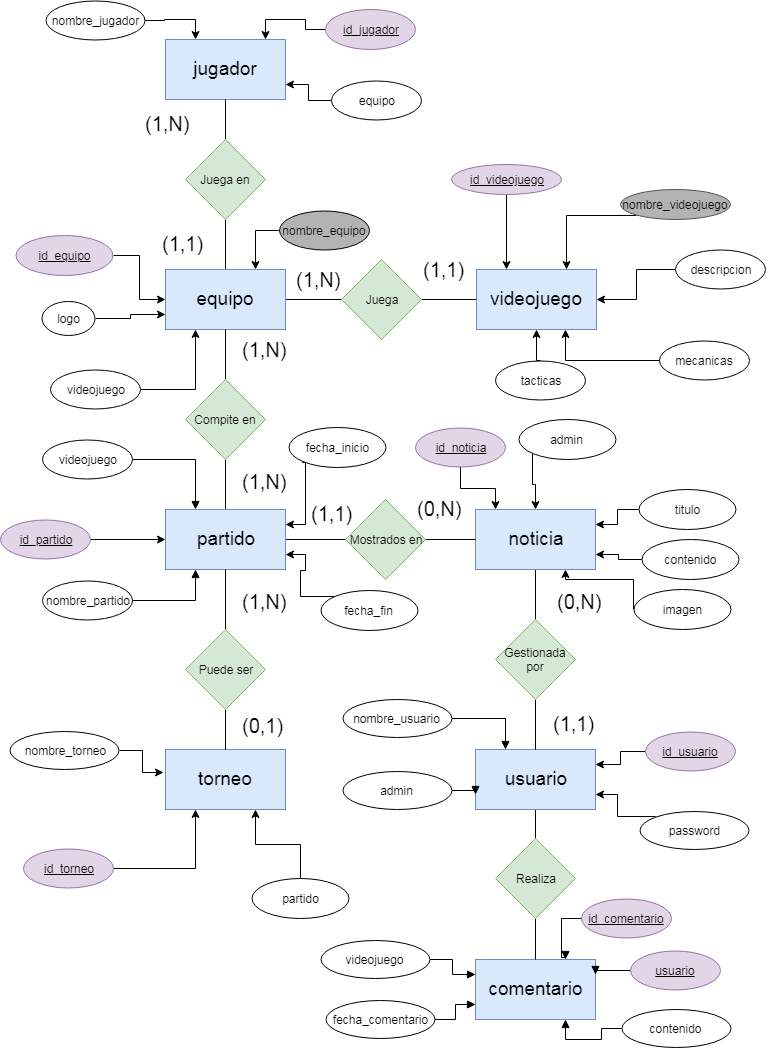 nombre_jugador
id_jugador
jugador
equipo
(1,N)
Juega en
id_videojuego
nombre_videojuego
nombre_equipo
(1,1)
id_equipo
(1,N)
(1,1)
descripcion
equipo
Juega
videojuego
logo
(1,N)
videojuego
tacticas
mecanicas
Compite en
fecha_inicio
id_noticia
admin
videojuego
(1,N)
(1,1)
(0,N)
titulo
id_partido
partido
Mostrados en
noticia
contenido
nombre_partido
(1,N)
fecha_fin
(0,N)
imagen
Puede ser
Gestionada
por
nombre_usuario
(0,1)
(1,1)
nombre_torneo
id_usuario
torneo
usuario
admin
password
id_torneo
partido
Realiza
id_comentario
videojuego
usuario
comentario
fecha_comentario
contenido